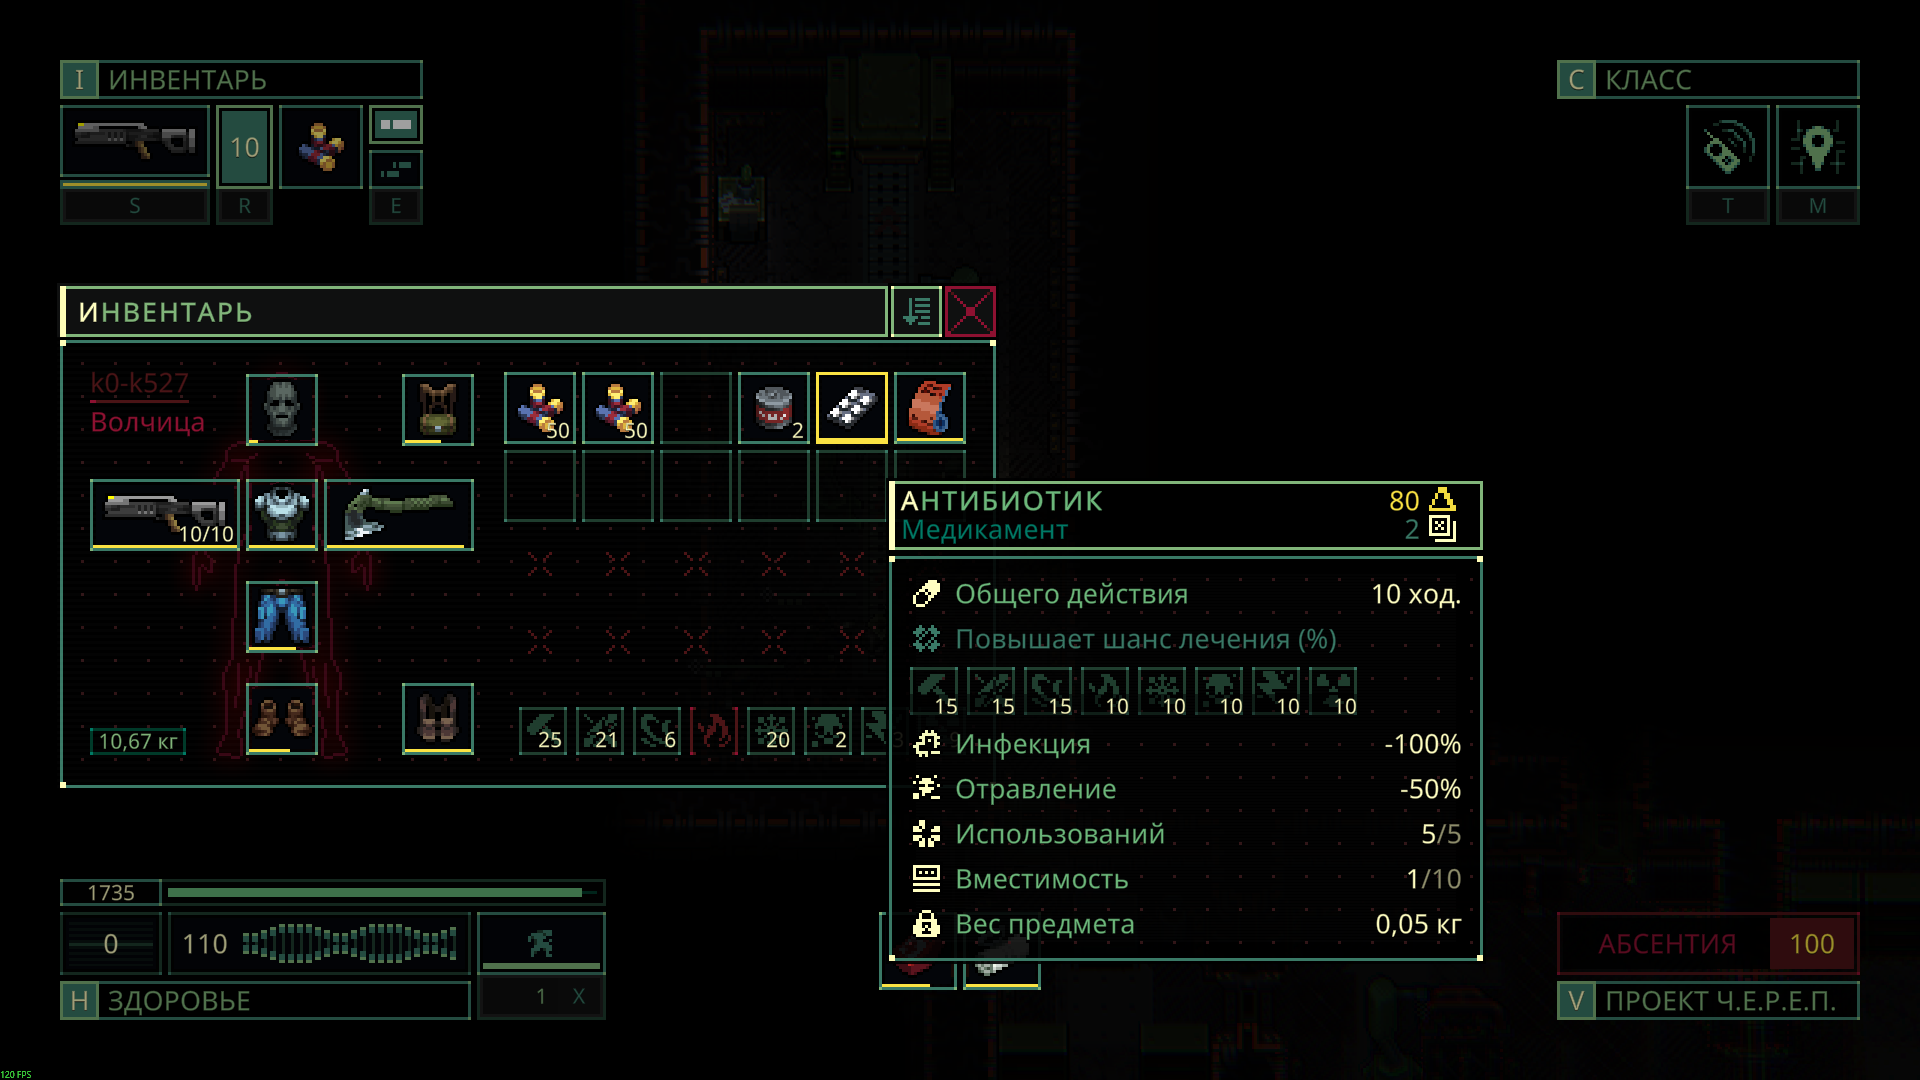 I ИНВЕНТАРЬ
C КЛАСС
10
S R E
T M
ИНВЕНТАРЬ
k0-k527
Волчица
50 50 2
10/10
АНТИБИОТИК 80
Медикамент 2
Общего действия 10 ход.
Повышает шанс лечения (%)
15 15 15 10 10 10 10 10
10,67 кг
25 21 6 20 2
Инфекция -100%
Отравление -50%
Использований 5/5
Вместимость 1/10
Вес предмета 0,05 кг
1735
0 110
1 X
H ЗДОРОВЬЕ
АБСЕНТИЯ 100
V ПРОЕКТ Ч.Е.Р.Е.П.
120 FPS